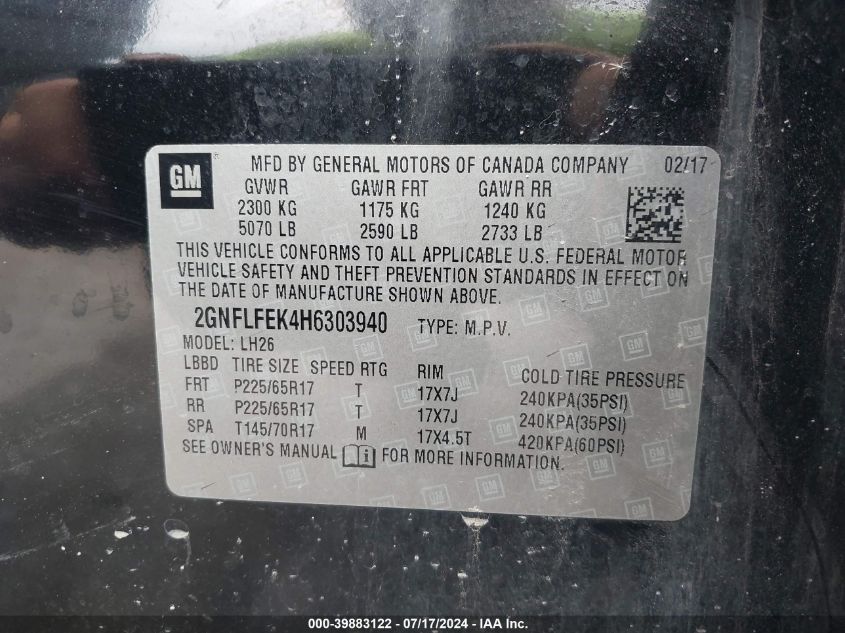 GM
MFD BY GENERAL MOTORS OF CANADA COMPANY 02/17
GVWR GAWR FRT GAWR RR
2300 KG 1175 KG 1240 KG
5070 LB 2590 LB 2733 LB
THIS VEHICLE CONFORMS TO ALL APPLICABLE U.S. FEDERAL MOTOR
VEHICLE SAFETY AND THEFT PREVENTION STANDARDS IN EFFECT ON
THE DATE OF MANUFACTURE SHOWN ABOVE.
2GNFLFEK4H6303940 TYPE: M.P.V.
MODEL: LH26
LBBD TIRE SIZE SPEED RTG RIM COLD TIRE PRESSURE
FRT P225/65R17 T 17X7J 240KPA(35PSI)
RR P225/65R17 T 17X7J 240KPA(35PSI)
SPA T145/70R17 M 17X4.5T 420KPA(60PSI)
SEE OWNER'S MANUAL FOR MORE INFORMATION.
000-39883122 - 07/17/2024 - IAA Inc.